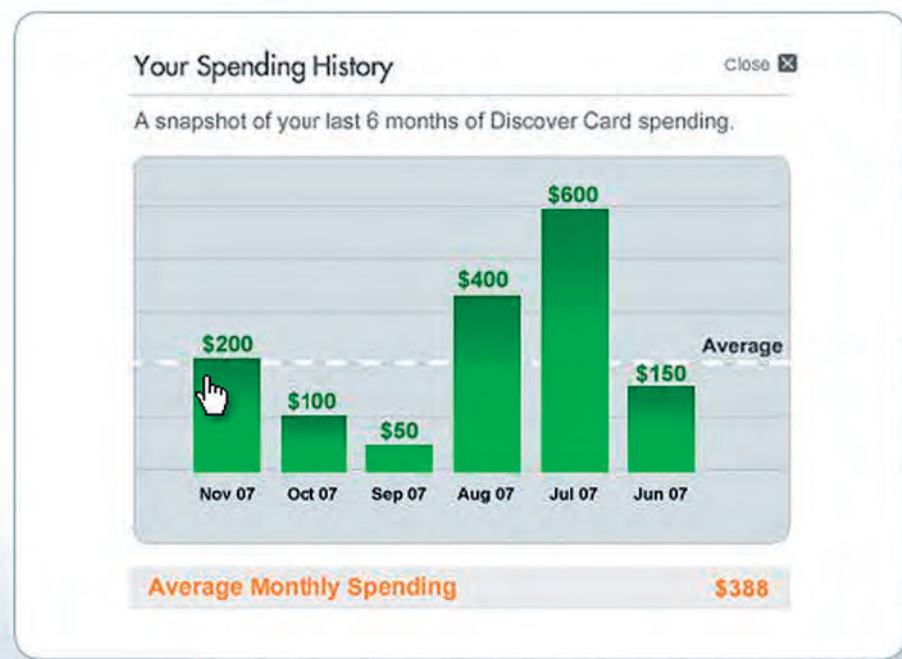 Your Spending History
Close
A snapshot of your last 6 months of Discover Card spending.
$600
$400
$200
Average
$150
$100
$50
Nov 07 Oct 07 Sep 07 Aug 07 Jul 07 Jun 07
Average Monthly Spending $388